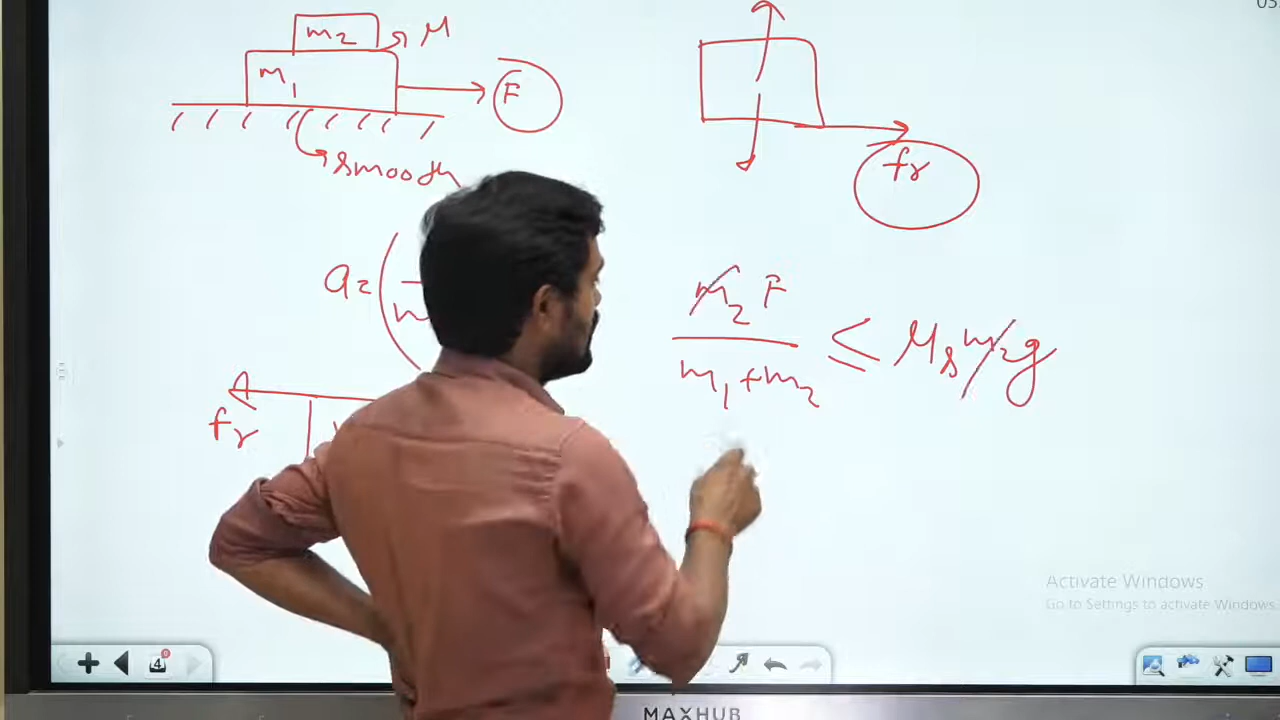 m₂
μ
m₁
F
smooth
fr
a =
m₂ F
m₁ + m₂
≤ μₛ m₂ g
fr
4
Activate Windows
Go to Settings to activate Windows.
MAXHUB